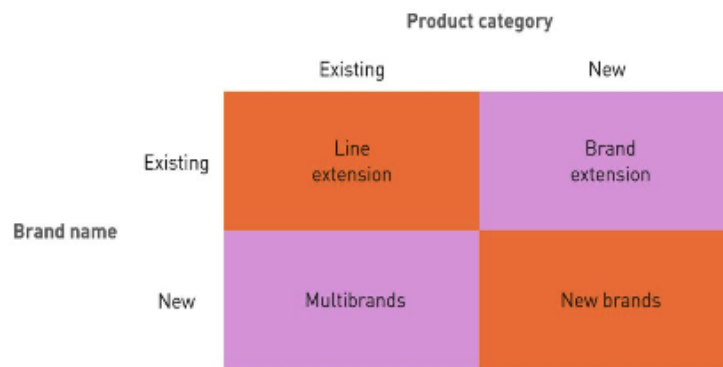 Product category
Existing
New
Existing
Line
extension
Brand
extension
Brand name
New
Multibrands
New brands